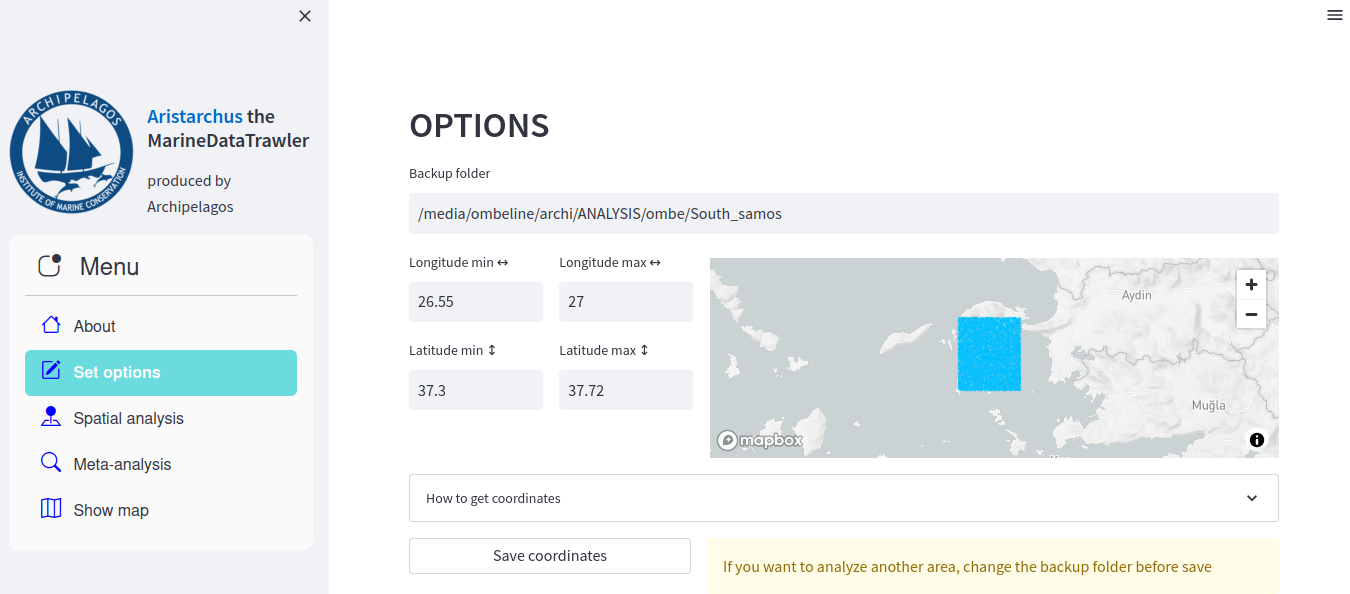 ARCHIPELAGOS
INSTITUTE OF MARINE CONSERVATION
Aristarchus the
MarineDataTrawler
produced by
Archipelagos
Menu
About
Set options
Spatial analysis
Meta-analysis
Show map
OPTIONS
Backup folder
/media/ombeline/archi/ANALYSIS/ombe/South_samos
Longitude min ↔
Longitude max ↔
26.55
27
Latitude min ↕
Latitude max ↕
37.3
37.72
Aydin
Muğla
mapbox
How to get coordinates
Save coordinates
If you want to analyze another area, change the backup folder before save